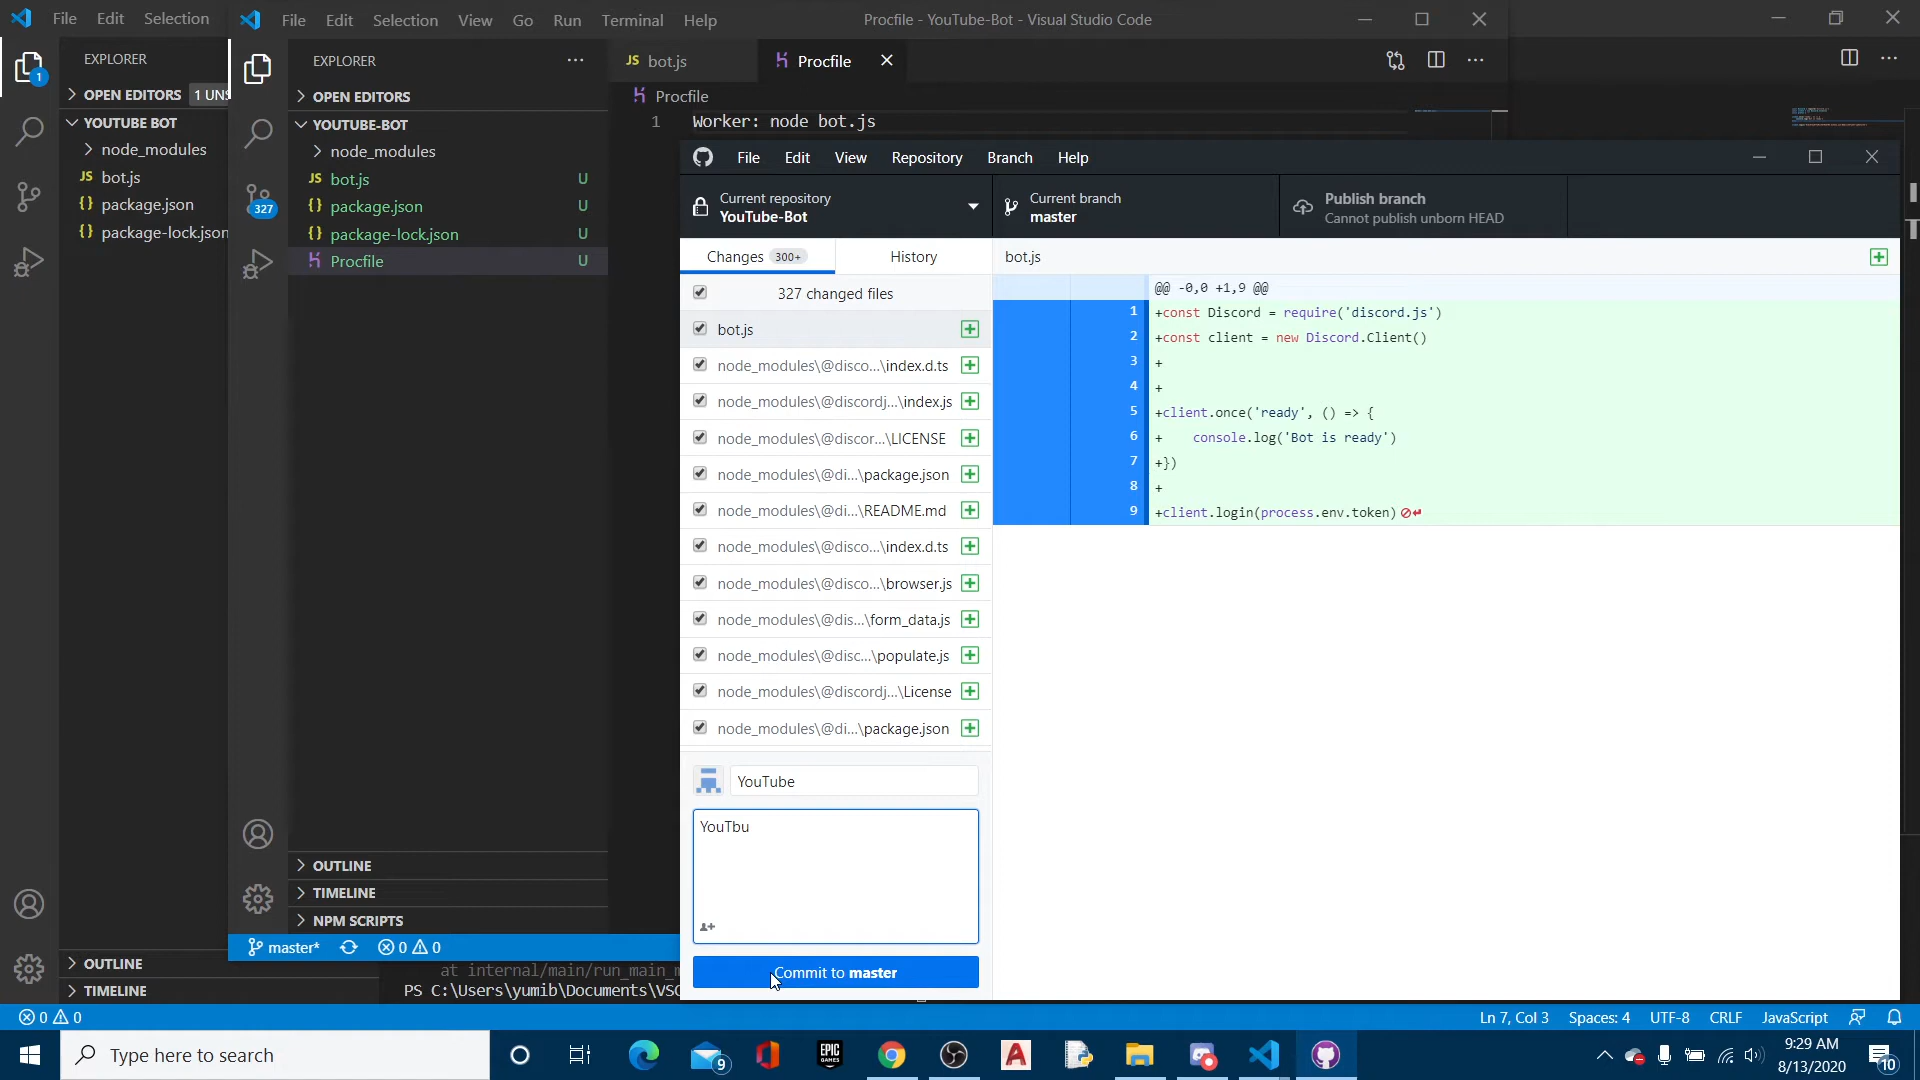 File Edit Selection
EXPLORER
OPEN EDITORS 1 UNS
YOUTUBE BOT
node_modules
JS bot.js
{} package.json
{} package-lock.json
OUTLINE
TIMELINE
1
File Edit Selection View Go Run Terminal Help
Procfile - YouTube-Bot - Visual Studio Code
EXPLORER
OPEN EDITORS
YOUTUBE-BOT
node_modules
JS bot.js U
{} package.json U
{} package-lock.json U
Procfile U
327
OUTLINE
TIMELINE
NPM SCRIPTS
master* 0 0
JS bot.js
Procfile
Procfile
1 Worker: node bot.js
File Edit View Repository Branch Help
Current repository
YouTube-Bot
Current branch
master
Publish branch
Cannot publish unborn HEAD
Changes 300+
History
327 changed files
bot.js
node_modules\@disco...\index.d.ts
node_modules\@discordj...\index.js
node_modules\@discor...\LICENSE
node_modules\@di...\package.json
node_modules\@di...\README.md
node_modules\@disco...\index.d.ts
node_modules\@disco...\browser.js
node_modules\@dis...\form_data.js
node_modules\@disc...\populate.js
node_modules\@discordj...\License
node_modules\@di...\package.json
YouTube
YouTbu
Commit to master
bot.js
@@ -0,0 +1,9 @@
1 +const Discord = require('discord.js')
2 +const client = new Discord.Client()
3 +
4 +
5 +client.once('ready', () => {
6 +    console.log('Bot is ready')
7 +})
8 +
9 +client.login(process.env.token)
at internal/main/run_main_m
PS C:\Users\yumib\Documents\VSC
0 0
Ln 7, Col 3 Spaces: 4 UTF-8 CRLF JavaScript
Type here to search
9
EPIC
GAMES
9:29 AM
8/13/2020
10